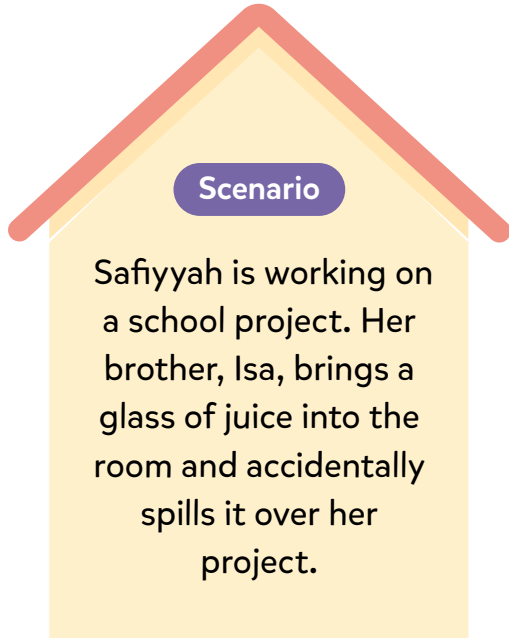 Scenario
Safiyyah is working on
a school project. Her
brother, Isa, brings a
glass of juice into the
room and accidentally
spills it over her
project.